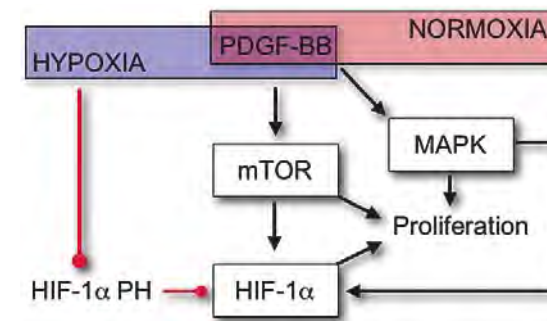 NORMOXIA
PDGF-BB
HYPOXIA
MAPK
mTOR
Proliferation
HIF-1α PH
HIF-1α